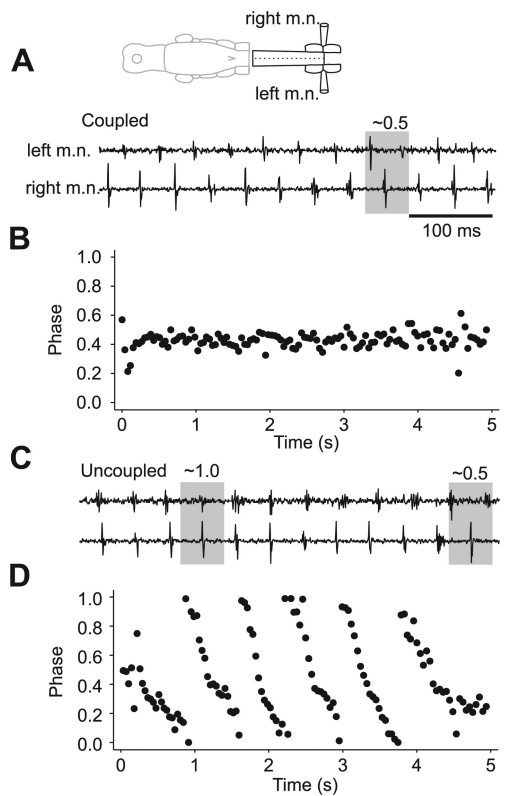 A
right m.n.
left m.n.
Coupled
~0.5
left m.n.
right m.n.
100 ms
B
1.0
0.8
0.6
0.4
0.2
0.0
Phase
0 1 2 3 4 5
Time (s)
C
Uncoupled ~1.0 ~0.5
D
1.0
0.8
0.6
0.4
0.2
0.0
Phase
0 1 2 3 4 5
Time (s)